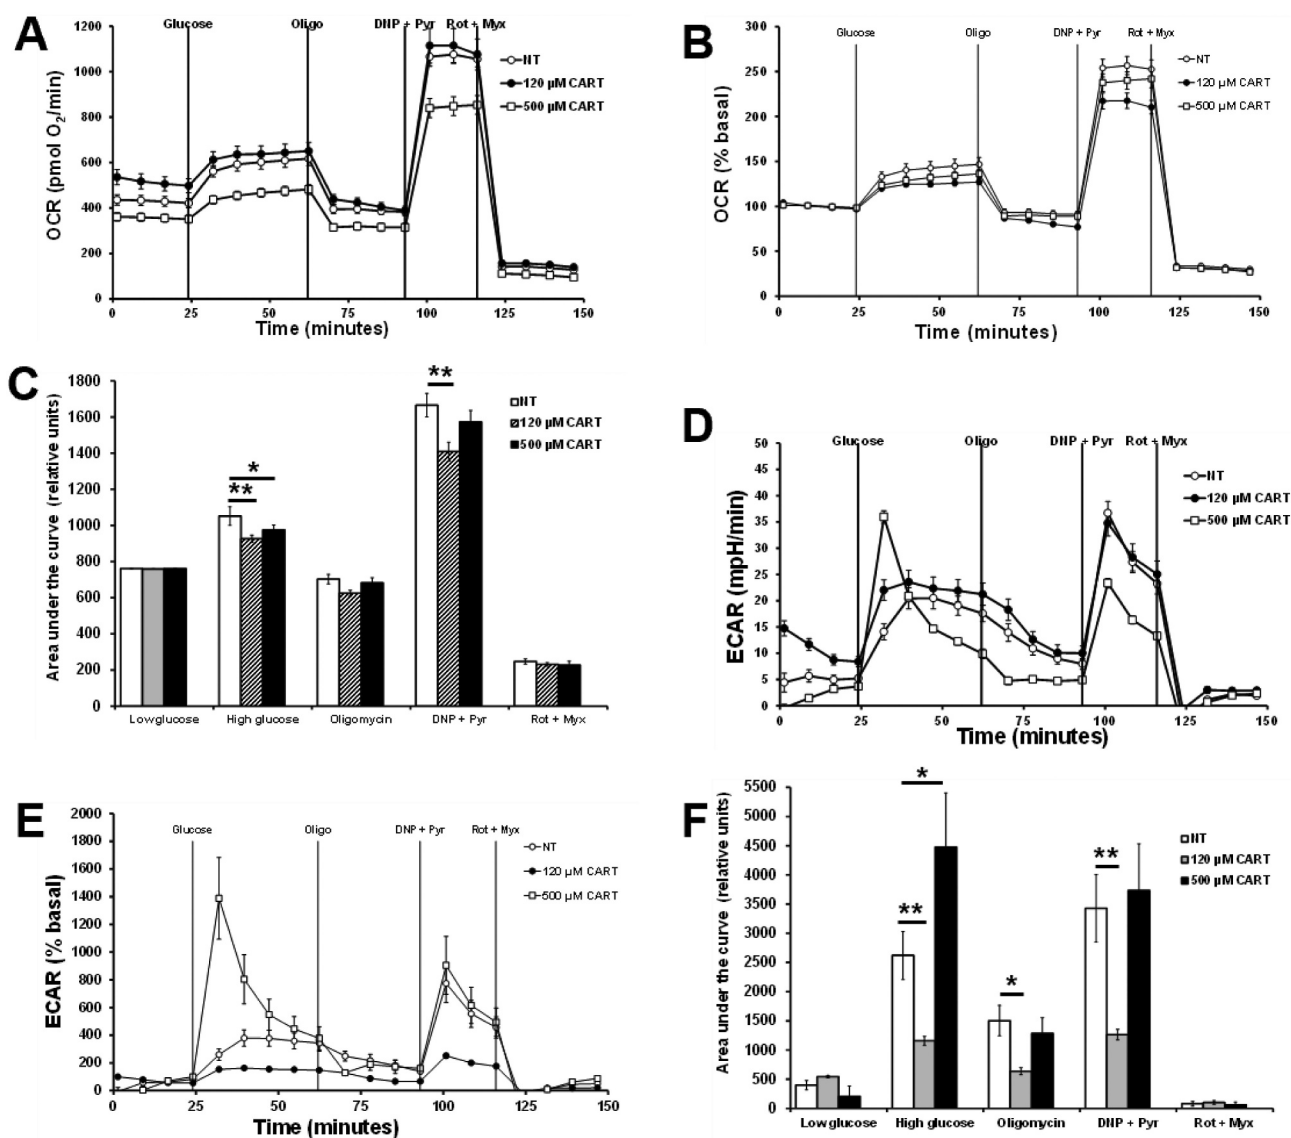 A
Glucose Oligo DNP + Pyr Rot + Myx
1200
1000
800
600
400
200
0
OCR (pmol O2/min)
NT
120 µM CART
500 µM CART
0 25 50 75 100 125 150
Time (minutes)
B
Glucose Oligo DNP + Pyr Rot + Myx
300
250
200
150
100
50
0
OCR (% basal)
NT
120 µM CART
500 µM CART
0 25 50 75 100 125 150
Time (minutes)
C
1800
1600
1400
1200
1000
800
600
400
200
0
Area under the curve (relative units)
**
*
**
NT
120 µM CART
500 µM CART
Low glucose High glucose Oligomycin DNP + Pyr Rot + Myx
D
Glucose Oligo DNP + Pyr Rot + Myx
50
45
40
35
30
25
20
15
10
5
0
ECAR (mpH/min)
NT
120 µM CART
500 µM CART
0 25 50 75 100 125 150
Time (minutes)
E
Glucose Oligo DNP + Pyr Rot + Myx
2000
1800
1600
1400
1200
1000
800
600
400
200
0
ECAR (% basal)
NT
120 µM CART
500 µM CART
0 25 50 75 100 125 150
Time (minutes)
F
5500
5000
4500
4000
3500
3000
2500
2000
1500
1000
500
0
Area under the curve (relative units)
*
**
*
**
NT
120 µM CART
500 µM CART
Low glucose High glucose Oligomycin DNP + Pyr Rot + Myx